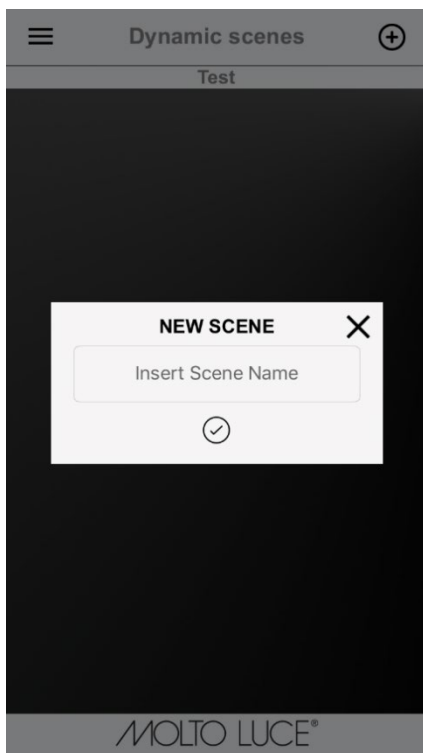 Dynamic scenes
Test
NEW SCENE
Insert Scene Name
MOLTO LUCE®